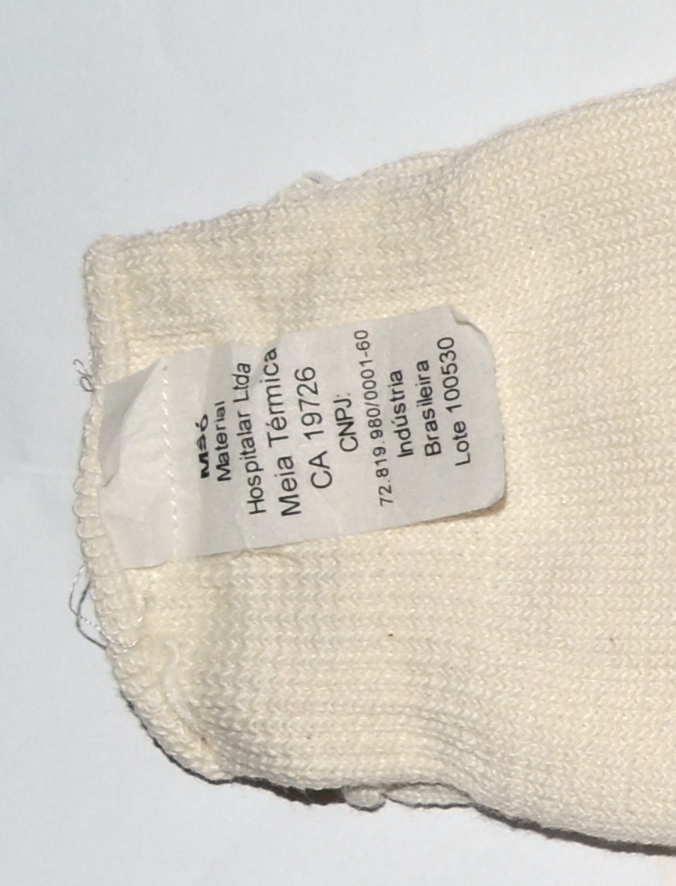 Material
Hospitalar Ltda
Meia Térmica
CA 19726
CNPJ:
72.819.980/0001-60
Indústria
Brasileira
Lote 100530